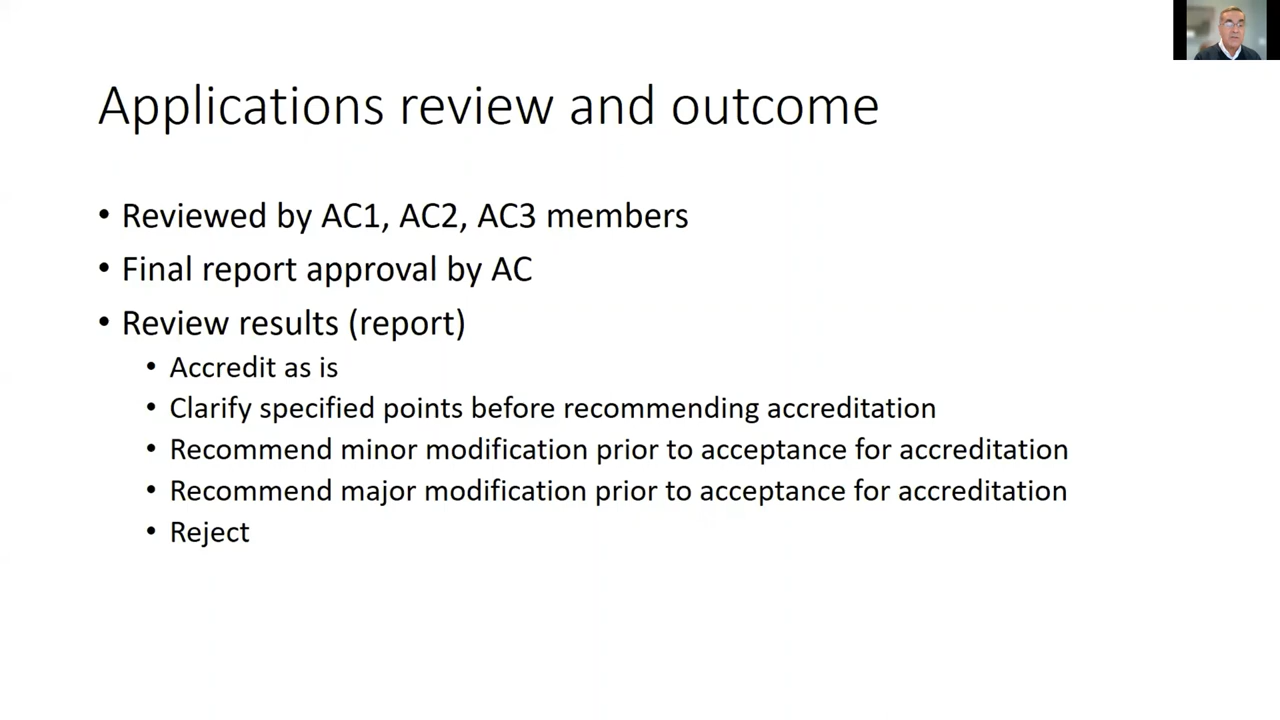 Applications review and outcome
• Reviewed by AC1, AC2, AC3 members
• Final report approval by AC
• Review results (report)
• Accredit as is
• Clarify specified points before recommending accreditation
• Recommend minor modification prior to acceptance for accreditation
• Recommend major modification prior to acceptance for accreditation
• Reject